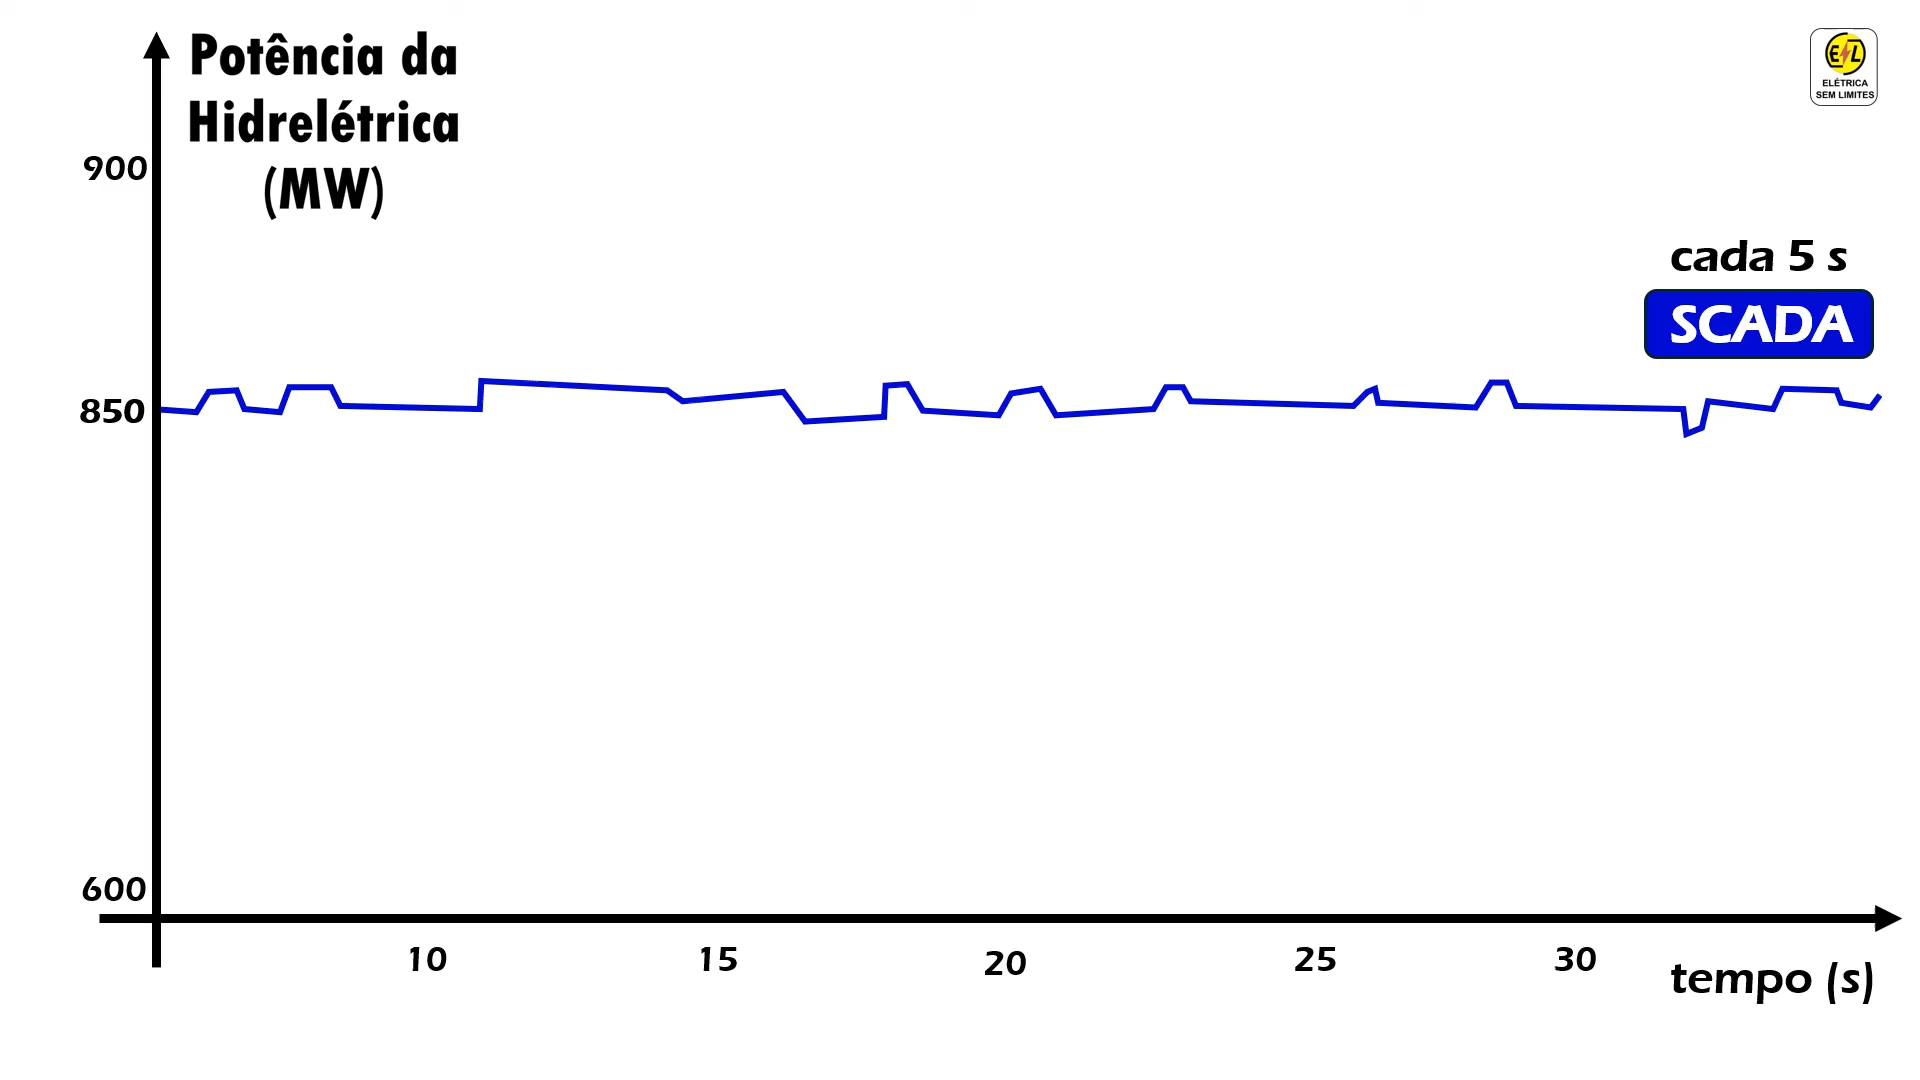 Potência da
Hidrelétrica
(MW)
E L
ELÉTRICA
SEM LIMITES
900
cada 5 s
SCADA
850
600
10
15
20
25
30
tempo (s)